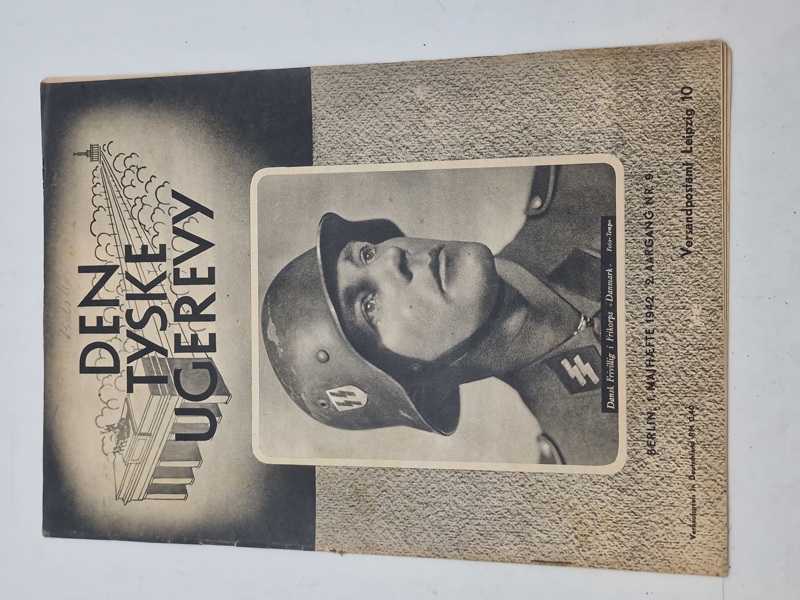 DEN
TYSKE
UGEREVY
Dansk Frivillig i Frikorps »Danmark«
Foto-Tempo
BERLIN, MAJHÆFTE 1942, 2. AARGANG NR. 9
Versandpostamt Leipzig 10